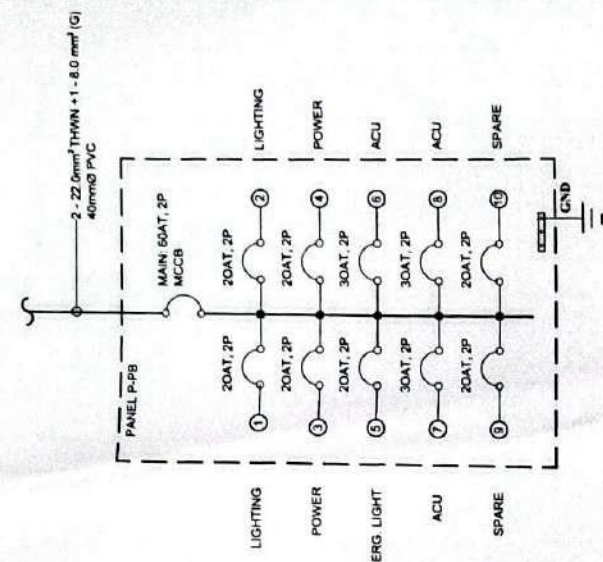 2 - 22.0mm² THWN + 1 - 8.0 mm² (G)
40mmØ PVC
PANEL P-PB
MAIN: 60AT, 2P
MCCB
LIGHTING 1 20AT, 2P 20AT, 2P 2 LIGHTING
POWER 3 20AT, 2P 20AT, 2P 4 POWER
ERG. LIGHT 5 20AT, 2P 30AT, 2P 6 ACU
ACU 7 30AT, 2P 30AT, 2P 8 ACU
SPARE 9 20AT, 2P 20AT, 2P 10 SPARE
GND